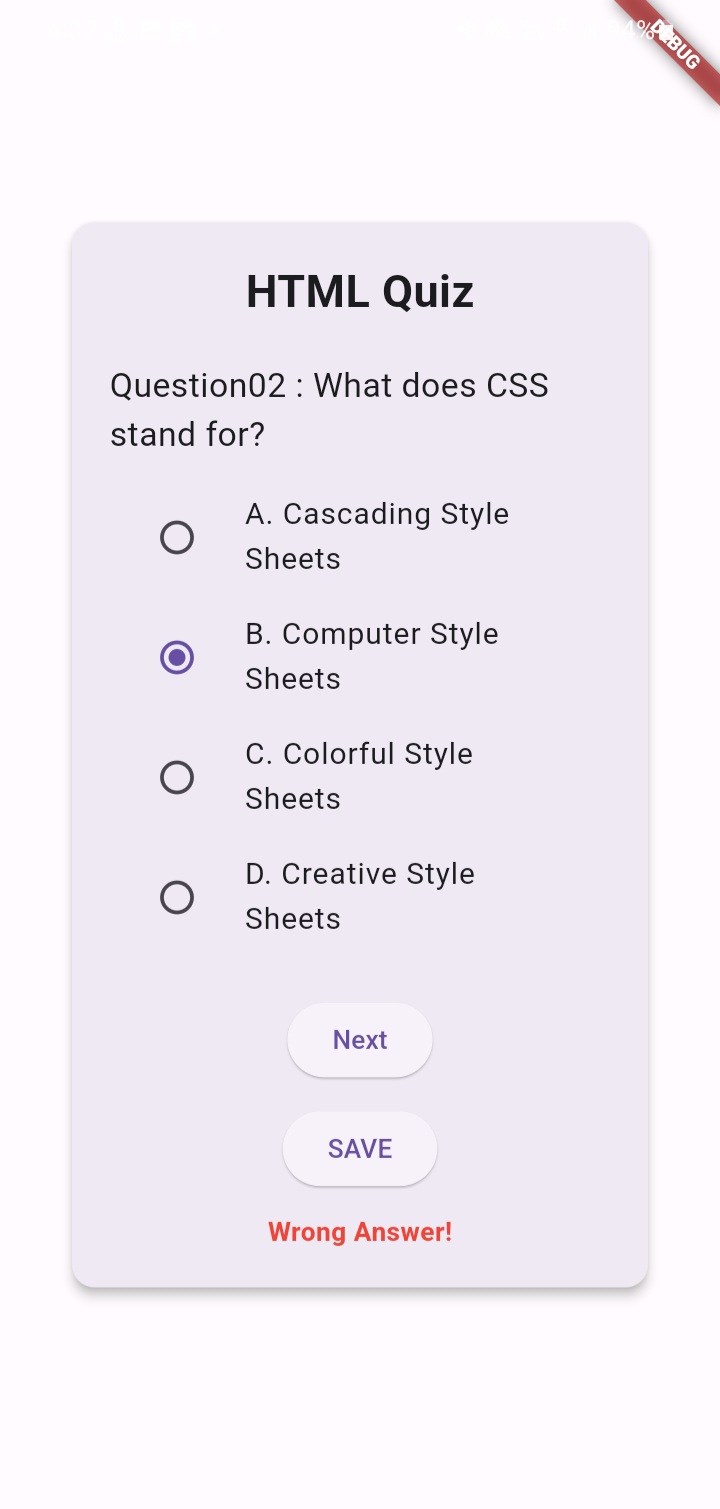 4%
DEBUG
HTML Quiz
Question02 : What does CSS
stand for?
A. Cascading Style
Sheets
B. Computer Style
Sheets
C. Colorful Style
Sheets
D. Creative Style
Sheets
Next
SAVE
Wrong Answer!